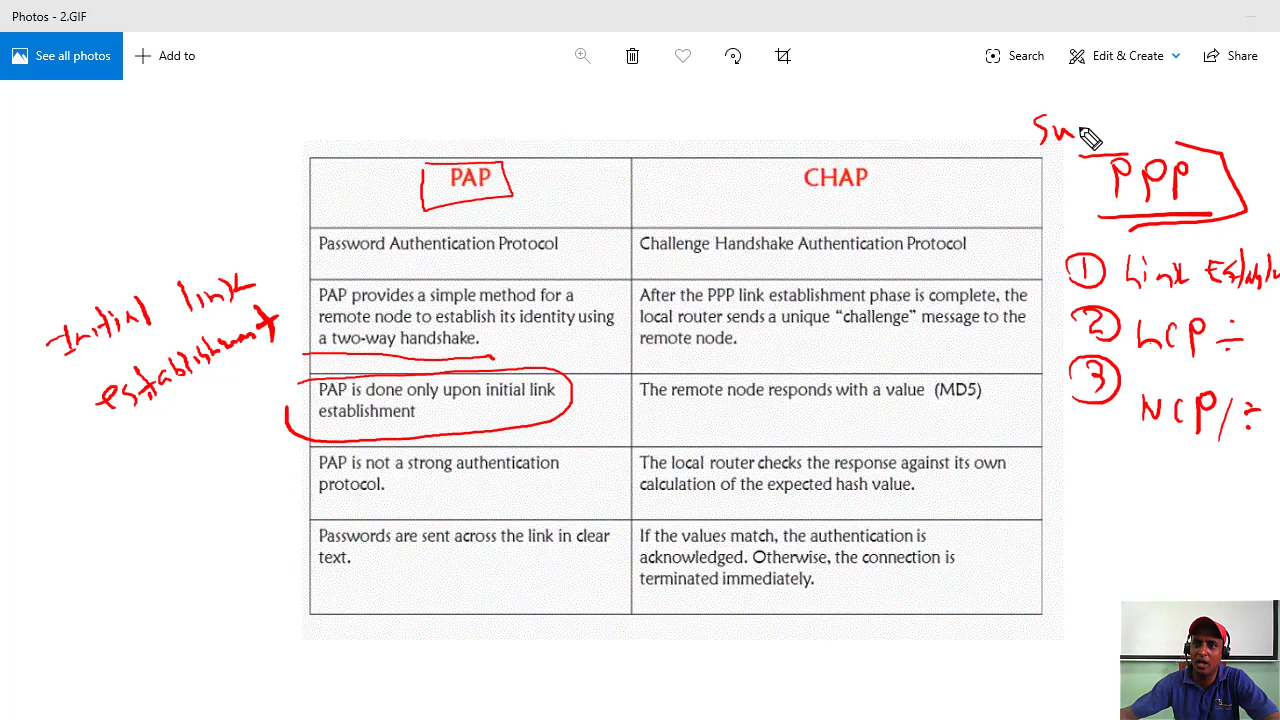 Photos - 2.GIF
See all photos
Add to
Search
Edit & Create
Share
Su
PPP
PAP
CHAP
Password Authentication Protocol
Challenge Handshake Authentication Protocol
PAP provides a simple method for a
remote node to establish its identity using
a two-way handshake.
After the PPP link establishment phase is complete, the
local router sends a unique “challenge” message to the
remote node.
PAP is done only upon initial link
establishment
The remote node responds with a value (MD5)
PAP is not a strong authentication
protocol.
The local router checks the response against its own
calculation of the expected hash value.
Passwords are sent across the link in clear
text.
If the values match, the authentication is
acknowledged. Otherwise, the connection is
terminated immediately.
Initial link
establishment
1 Link
2 LCP ÷
3
NCP/÷